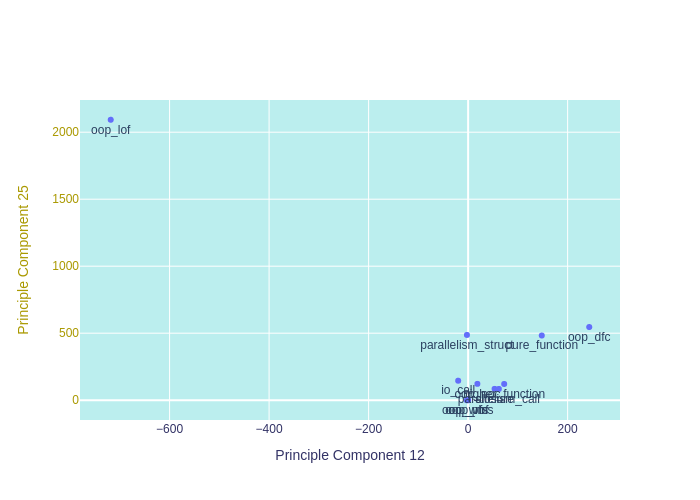 2000
oop_lof
1500
1000
500
0
oop_dfc
parallelism_struct
pure_function
io_call
−600
−400
−200
0
200
Principle Component 12
Principle Component 25